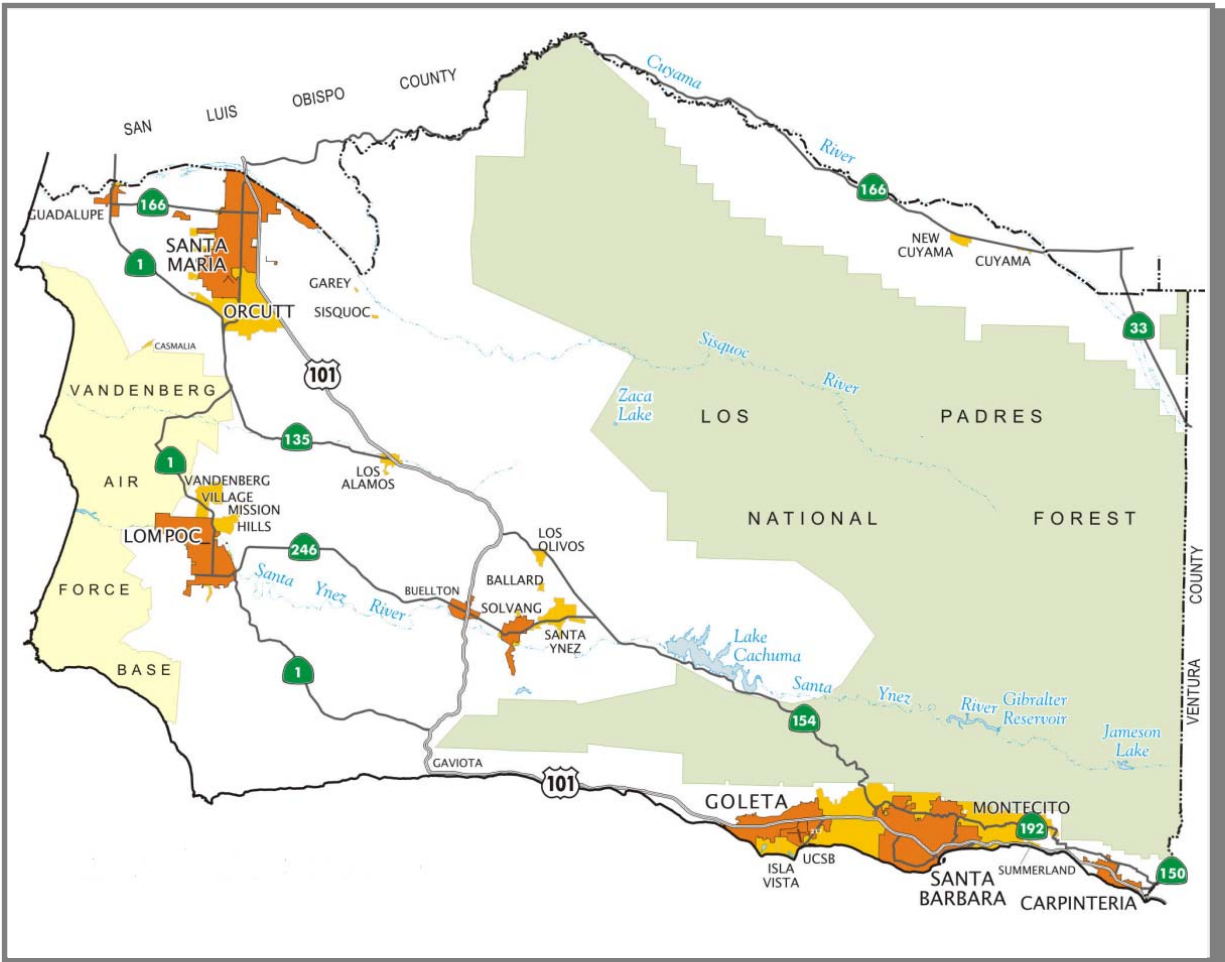 SAN LUIS OBISPO COUNTY
Cuyama
River
166
GUADALUPE
166
SANTA
MARIA
1
NEW
CUYAMA
CUYAMA
GAREY
SISQUOC
ORCUTT
33
CASMALIA
101
Sisquoc
River
VANDENBERG
Zaca
Lake
LOS PADRES
135
1
LOS
ALAMOS
AIR
VANDENBERG
VILLAGE
MISSION
HILLS
NATIONAL FOREST
LOMPOC
LOS
OLIVOS
246
Santa Ynez River
BALLARD
FORCE
BUELLTON
SOLVANG
SANTA
YNEZ
COUNTY
VENTURA
Lake
Cachuma
BASE
1
Santa Ynez River
Gibralter
Reservoir
154
Jameson
Lake
GAVIOTA
101
GOLETA
MONTECITO
192
ISLA
VISTA
UCSB
SUMMERLAND
150
SANTA
BARBARA
CARPINTERIA